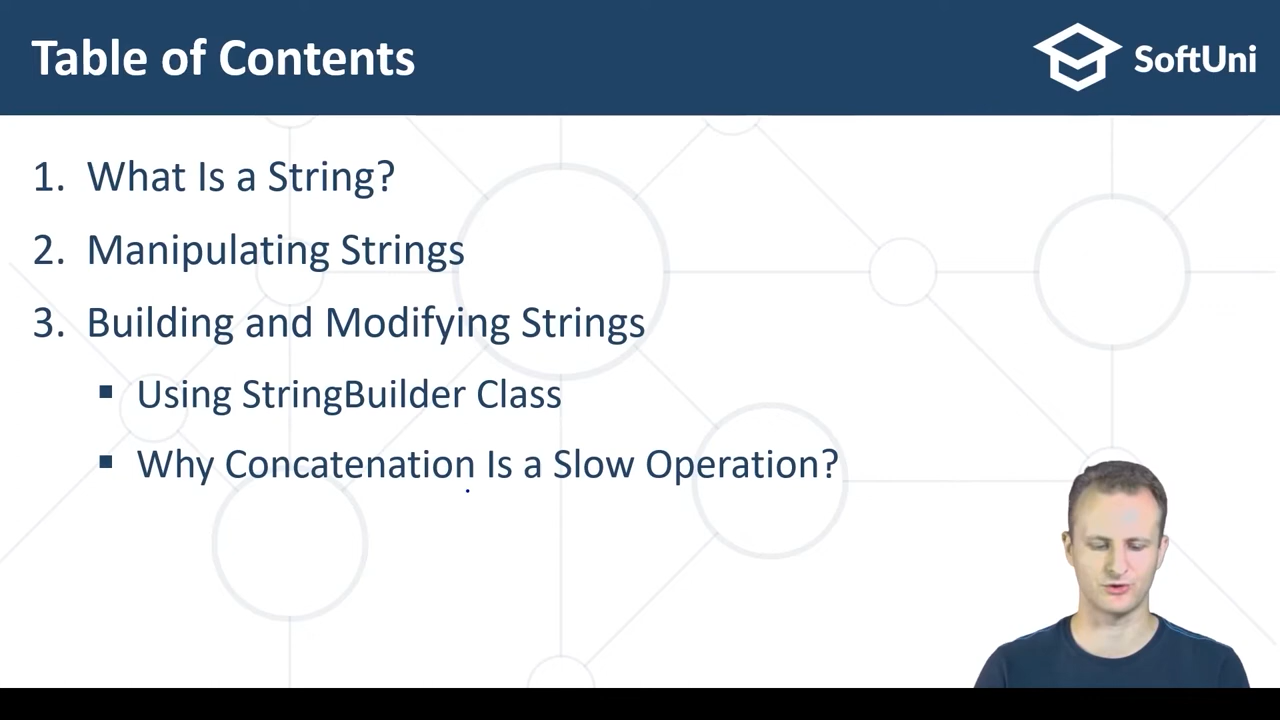 Table of Contents
SoftUni
1. What Is a String?
2. Manipulating Strings
3. Building and Modifying Strings
▪ Using StringBuilder Class
▪ Why Concatenation Is a Slow Operation?